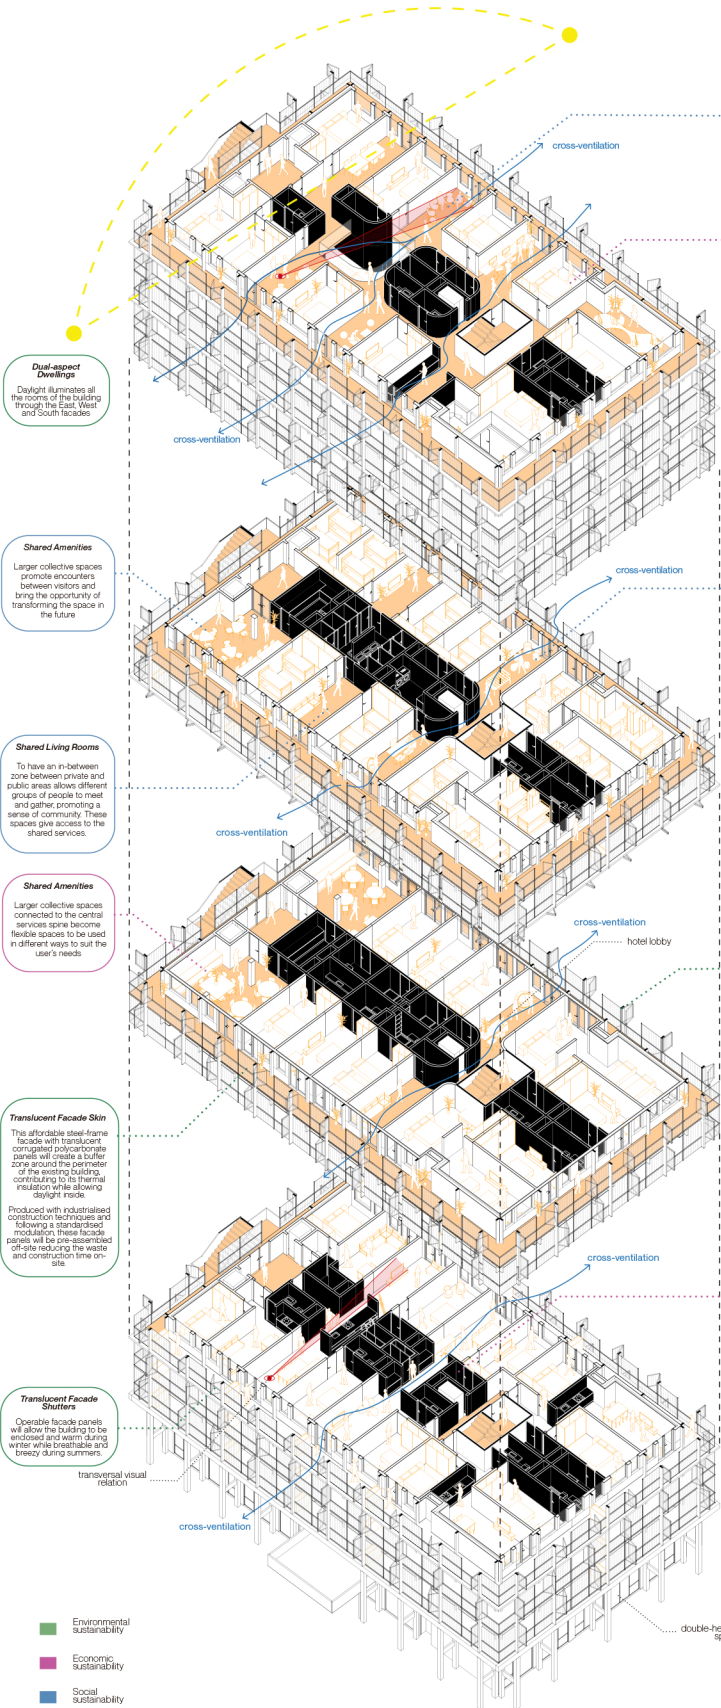 cross-ventilation
Dual-aspect
Dwellings
Daylight illuminates all
the rooms of the building
through the East, West
and South facades
cross-ventilation
Shared Amenities
Larger collective spaces
promote encounters
between visitors and
bring the opportunity of
transforming the space in
the future
cross-ventilation
Shared Living Rooms
To have an in-between
zone between private and
public areas allows different
groups of people to meet
and gather, promoting a
sense of community. These
spaces give access to the
shared services.
cross-ventilation
Shared Amenities
Larger collective spaces
connected to the central
services spine become
flexible spaces to be used
in different ways to suit the
user's needs
cross-ventilation
hotel lobby
Translucent Facade Skin
This affordable steel-frame
facade with translucent
corrugated polycarbonate
panels will create a buffer
zone around the perimeter
of the existing building,
contributing to its thermal
insulation while allowing
daylight inside.
Produced with industrialised
construction techniques and
following a standardised
modulation, these facade
panels will be pre-assembled
off-site reducing the waste
and construction time on-
site.
cross-ventilation
Translucent Facade
Shutters
Operable facade panels
will allow the building to be
enclosed and warm during
winter while breathable and
breezy during summers.
transversal visual
relation
cross-ventilation
Environmental
sustainability
Economic
sustainability
Social
sustainability
double-he
sp